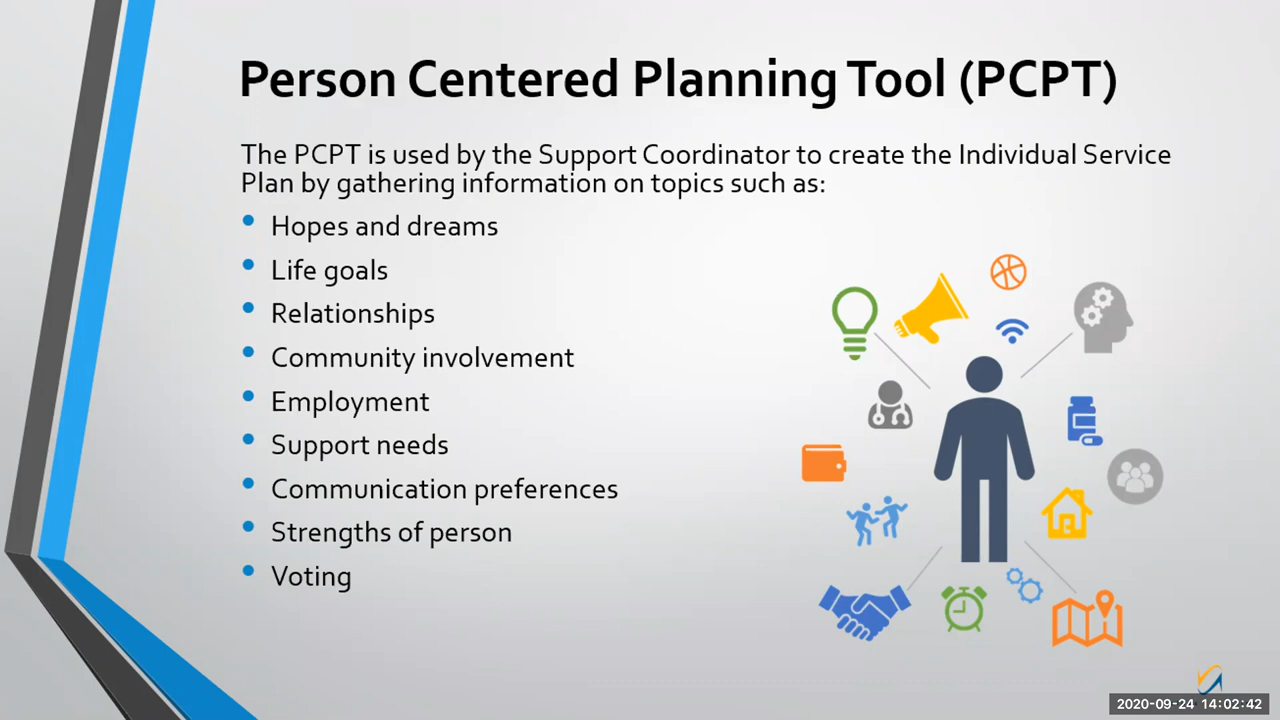 Person Centered Planning Tool (PCPT)
The PCPT is used by the Support Coordinator to create the Individual Service
Plan by gathering information on topics such as:
• Hopes and dreams
• Life goals
• Relationships
• Community involvement
• Employment
• Support needs
• Communication preferences
• Strengths of person
• Voting
2020-09-24 14:02:42